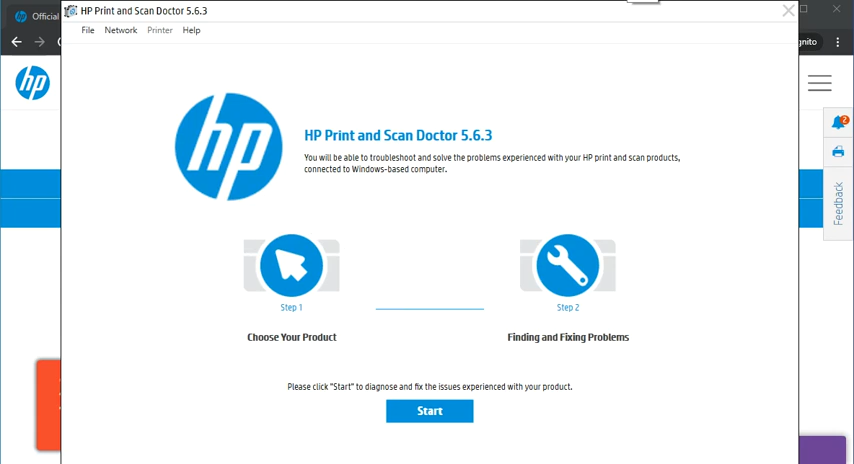 Official
HP Print and Scan Doctor 5.6.3
File Network Printer Help
gnito
hp
2
hp
HP Print and Scan Doctor 5.6.3
You will be able to troubleshoot and solve the problems experienced with your HP print and scan products,
connected to Windows-based computer.
Feedback
Step 1
Step 2
Choose Your Product
Finding and Fixing Problems
Please click "Start" to diagnose and fix the issues experienced with your product.
Start